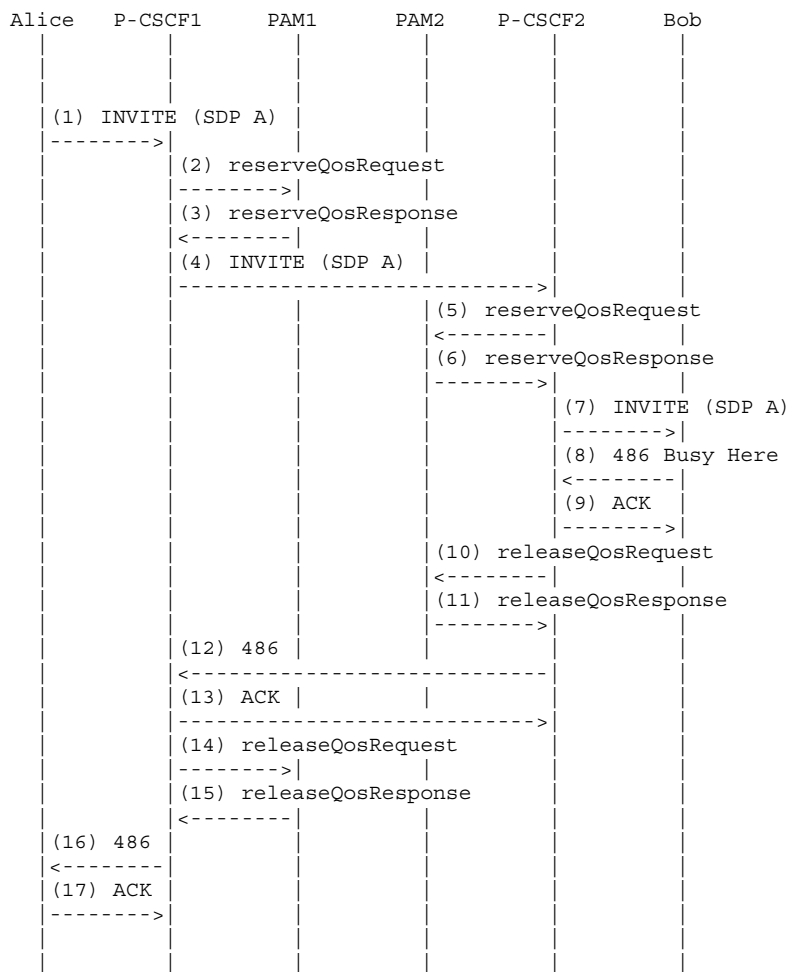 Alice P-CSCF1 PAM1 PAM2 P-CSCF2 Bob
(1) INVITE (SDP A)
(2) reserveQosRequest
(3) reserveQosResponse
(4) INVITE (SDP A)
(5) reserveQosRequest
(6) reserveQosResponse
(7) INVITE (SDP A)
(8) 486 Busy Here
(9) ACK
(10) releaseQosRequest
(11) releaseQosResponse
(12) 486
(13) ACK
(14) releaseQosRequest
(15) releaseQosResponse
(16) 486
(17) ACK